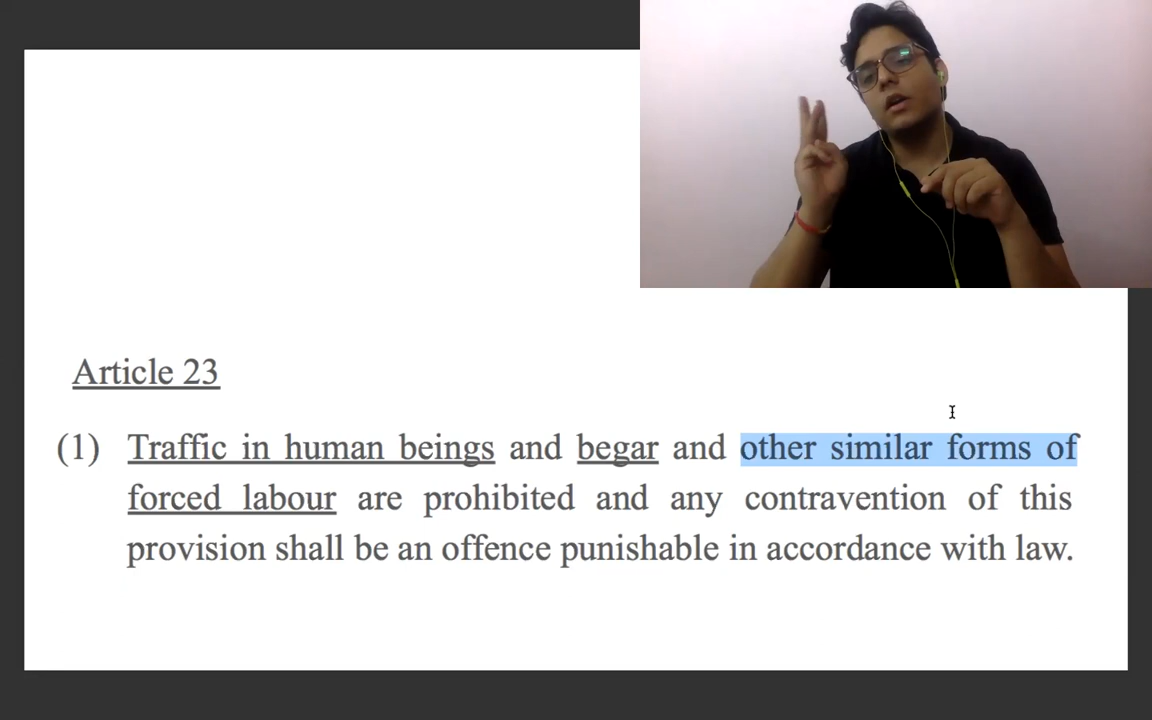 Article 23
(1) Traffic in human beings and begar and other similar forms of
forced labour are prohibited and any contravention of this
provision shall be an offence punishable in accordance with law.